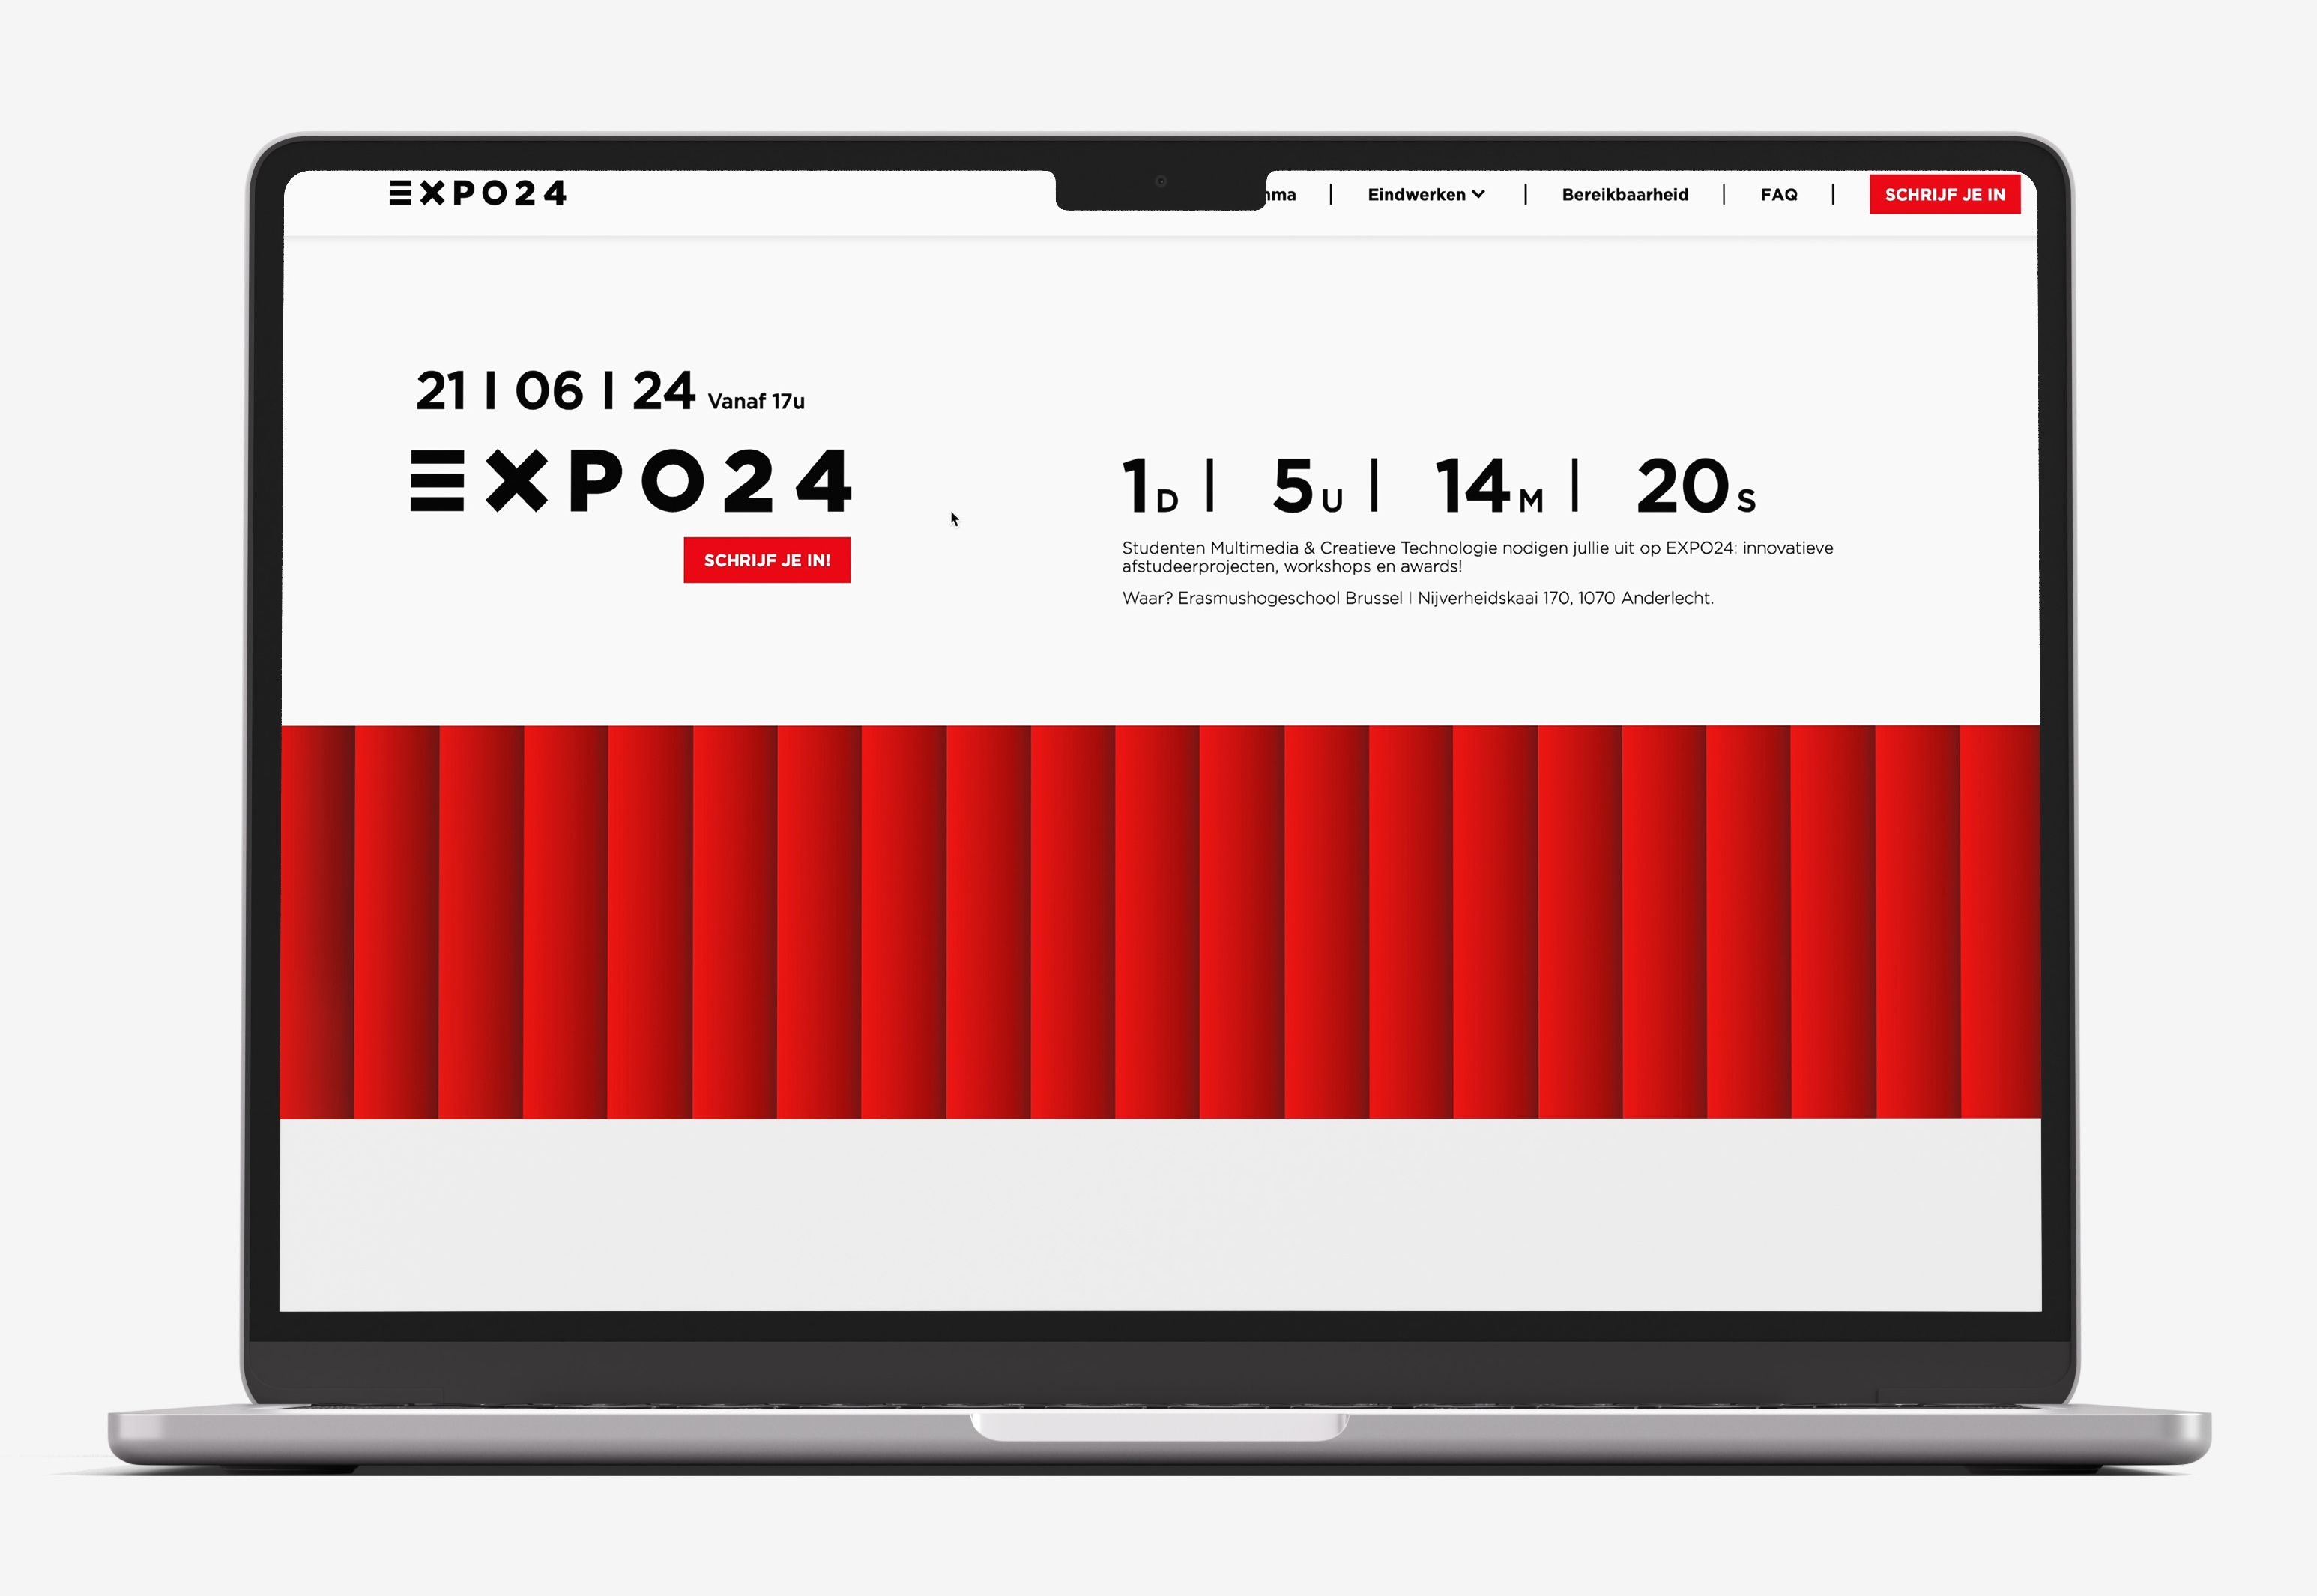 EXPO24
Eindwerken | Bereikbaarheid | FAQ | SCHRIJF JE IN
21 | 06 | 24 Vanaf 17u
EXPO24
SCHRIJF JE IN!
1D | 5U | 14M | 20S
Studenten Multimedia & Creatieve Technologie nodigen jullie uit op EXPO24: innovatieve
afstudeerprojecten, workshops en awards!
Waar? Erasmushogeschool Brussel | Nijverheidskaai 170, 1070 Anderlecht.